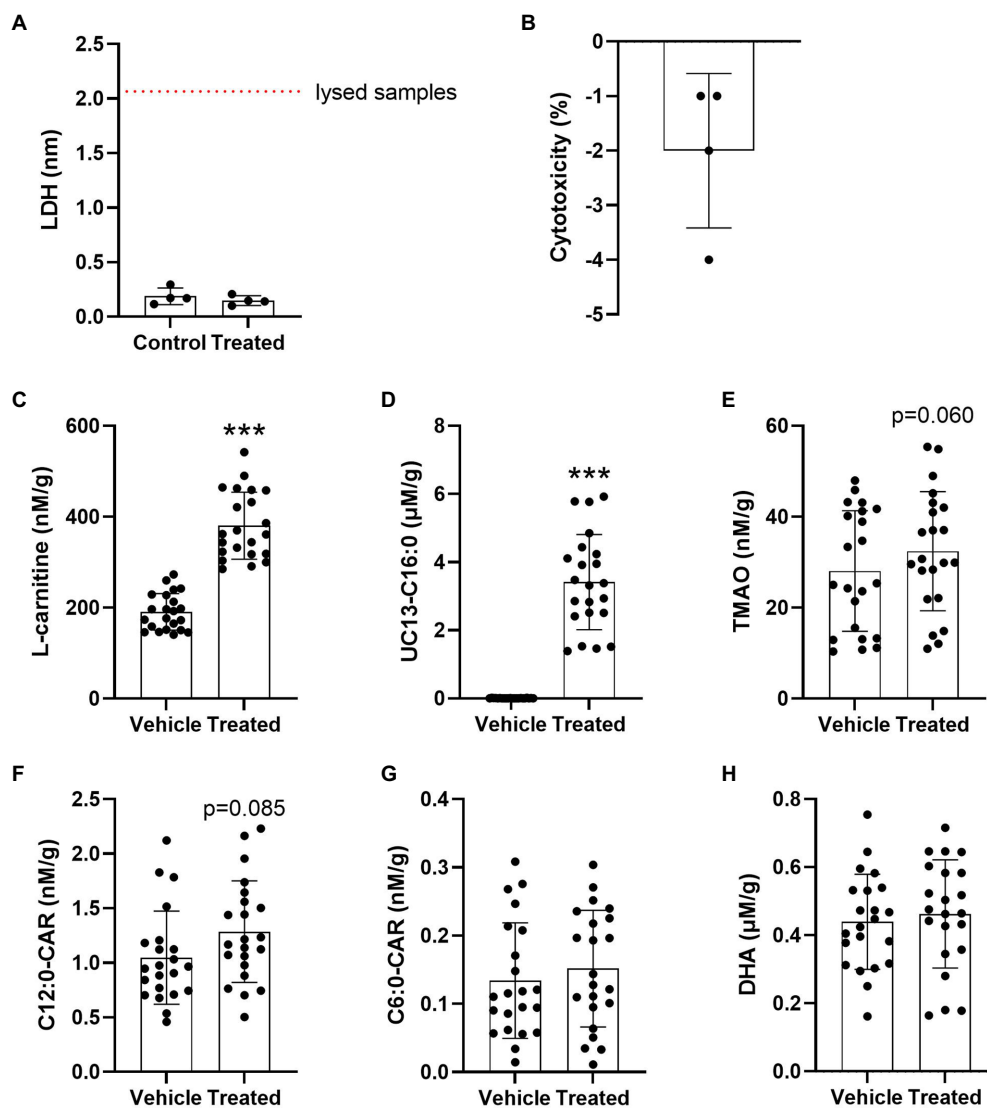 A
LDH (nm)
2.5
2.0
1.5
1.0
0.5
0.0
lysed samples
Control Treated
B
Cytotoxicity (%)
0
-1
-2
-3
-4
-5
C
L-carnitine (nM/g)
600
400
200
0
***
Vehicle Treated
D
UC13-C16:0 (µM/g)
8
6
4
2
0
***
Vehicle Treated
E
TMAO (nM/g)
60
40
20
0
p=0.060
Vehicle Treated
F
C12:0-CAR (nM/g)
2.5
2.0
1.5
1.0
0.5
0.0
p=0.085
Vehicle Treated
G
C6:0-CAR (nM/g)
0.4
0.3
0.2
0.1
0.0
Vehicle Treated
H
DHA (µM/g)
0.8
0.6
0.4
0.2
0.0
Vehicle Treated